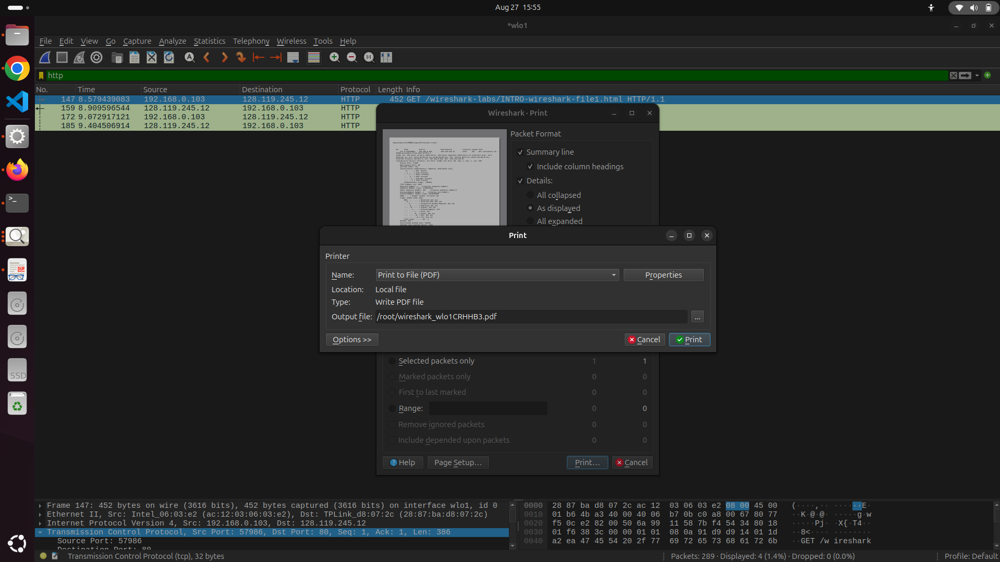 Aug 27 15:55
*wlo1
File Edit View Go Capture Analyze Statistics Telephony Wireless Tools Help
http
No. Time Source Destination Protocol Length Info
147 8.579439083 192.168.0.103 128.119.245.12 HTTP 452 GET /wireshark-labs/INTRO-wireshark-file1.html HTTP/1.1
159 8.909596544 128.119.245.12 192.168.0.103 HTTP
172 9.072917121 192.168.0.103 128.119.245.12 HTTP
185 9.404506914 128.119.245.12 192.168.0.103 HTTP
Wireshark · Print
Packet Format
Summary line
Include column headings
Details:
All collapsed
As displayed
All expanded
Print
Printer
Name: Print to File (PDF) Properties
Location: Local file
Type: Write PDF file
Output file: /root/wireshark_wlo1CRHHB3.pdf ...
Options >> Cancel Print
Selected packets only 1 1
Marked packets only 0 0
First to last marked 0 0
Range: 0 0
Remove ignored packets 0 0
Include depended upon packets 0 0
Help Page Setup... Print... Cancel
SSD
Frame 147: 452 bytes on wire (3616 bits), 452 bytes captured (3616 bits) on interface wlo1, id 0
Ethernet II, Src: Intel_06:03:e2 (ac:12:03:06:03:e2), Dst: TPLink_d8:07:2c (28:87:ba:d8:07:2c)
Internet Protocol Version 4, Src: 192.168.0.103, Dst: 128.119.245.12
Transmission Control Protocol, Src Port: 57986, Dst Port: 80, Seq: 1, Ack: 1, Len: 386
Source Port: 57986
Destination Port: 80
0000 28 87 ba d8 07 2c ac 12 03 06 03 e2 08 00 45 00 (····,·· ······E·
0010 01 b6 4b a3 40 00 40 06 b7 0b c0 a8 00 67 80 77 ··K·@·@· ·····g·w
0020 f5 0c e2 82 00 50 6a 99 11 58 7b f4 54 34 80 18 ·····Pj· ·X{·T4··
0030 01 f6 38 3c 00 00 01 01 08 0a 91 d9 d9 14 01 1d ··8<···· ········
0040 a2 ea 47 45 54 20 2f 77 69 72 65 73 68 61 72 6b ··GET /w ireshark
Transmission Control Protocol (tcp), 32 bytes
Packets: 289 · Displayed: 4 (1.4%) · Dropped: 0 (0.0%)
Profile: Default